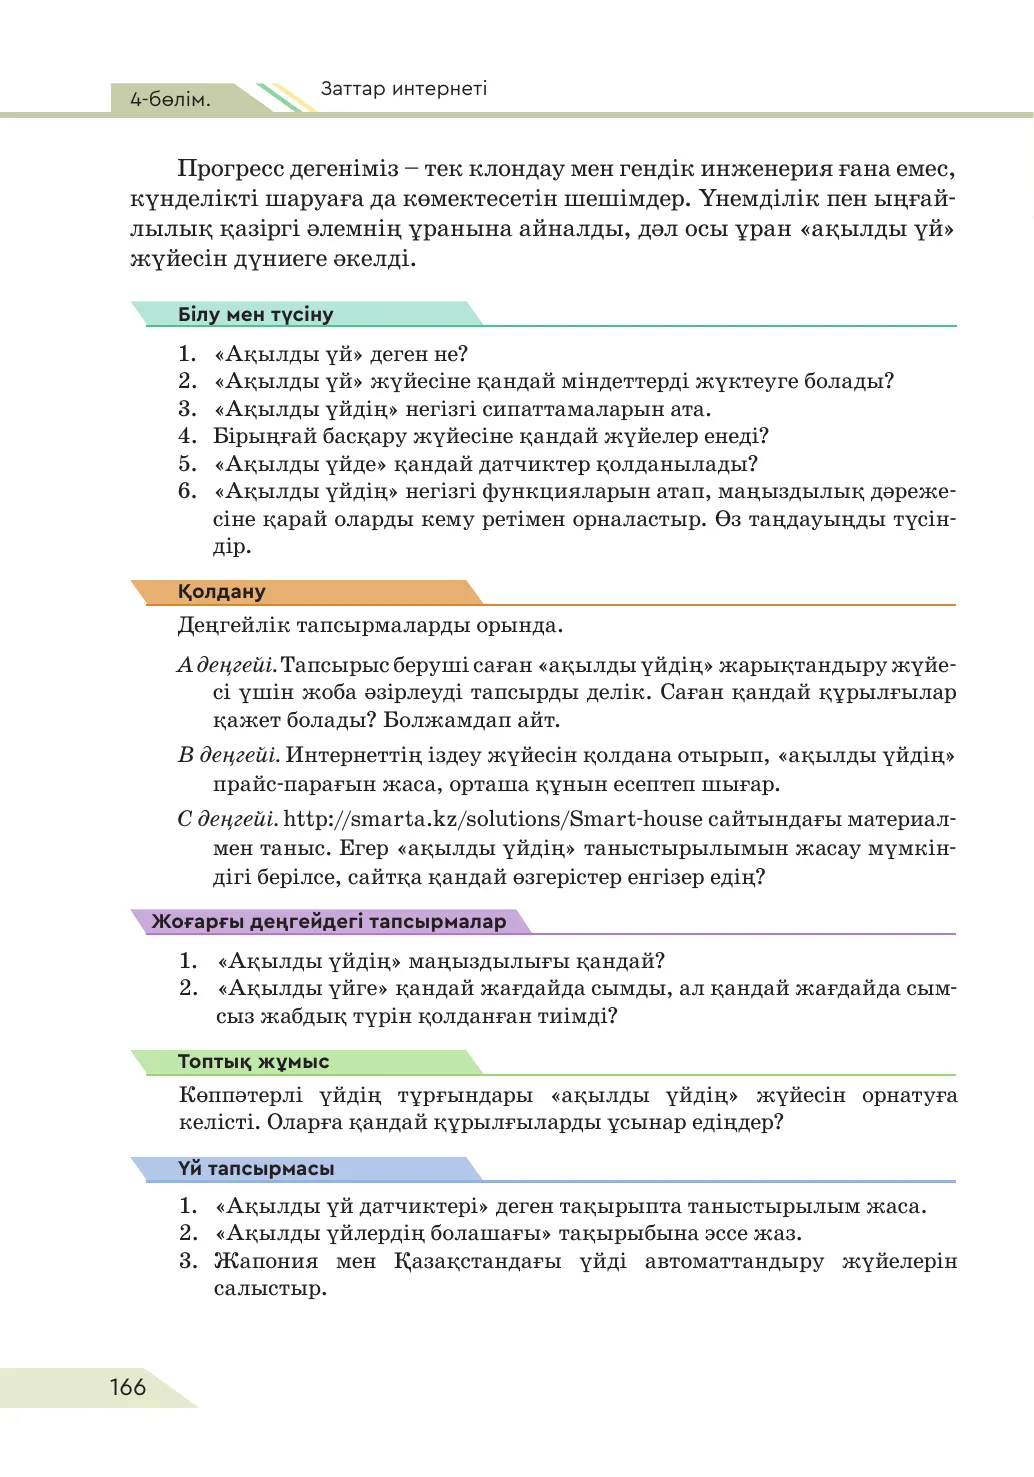 4-бөлім.
Заттар интернеті
Прогресс дегеніміз – тек клондау мен гендік инженерия ғана емес,
күнделікті шаруаға да көмектесетін шешімдер. Үнемділік пен ыңғай-
лылық қазіргі әлемнің ұранына айналды, дәл осы ұран «ақылды үй»
жүйесін дүниеге әкелді.
Білу мен түсіну
1. «Ақылды үй» деген не?
2. «Ақылды үй» жүйесіне қандай міндеттерді жүктеуге болады?
3. «Ақылды үйдің» негізгі сипаттамаларын ата.
4. Бірыңғай басқару жүйесіне қандай жүйелер енеді?
5. «Ақылды үйде» қандай датчиктер қолданылады?
6. «Ақылды үйдің» негізгі функцияларын атап, маңыздылық дәреже-
сіне қарай оларды кему ретімен орналастыр. Өз таңдауыңды түсін-
дір.
Қолдану
Деңгейлік тапсырмаларды орында.
А деңгейі. Тапсырыс беруші саған «ақылды үйдің» жарықтандыру жүйе-
сі үшін жоба әзірлеуді тапсырды делік. Саған қандай құрылғылар
қажет болады? Болжамдап айт.
В деңгейі. Интернеттің іздеу жүйесін қолдана отырып, «ақылды үйдің»
прайс-парағын жаса, орташа құнын есептеп шығар.
С деңгейі. http://smarta.kz/solutions/Smart-house сайтындағы материал-
мен таныс. Егер «ақылды үйдің» таныстырылымын жасау мүмкін-
дігі берілсе, сайтқа қандай өзгерістер енгізер едің?
Жоғарғы деңгейдегі тапсырмалар
1. «Ақылды үйдің» маңыздылығы қандай?
2. «Ақылды үйге» қандай жағдайда сымды, ал қандай жағдайда сым-
сыз жабдық түрін қолданған тиімді?
Топтық жұмыс
Көппәтерлі үйдің тұрғындары «ақылды үйдің» жүйесін орнатуға
келісті. Оларға қандай құрылғыларды ұсынар едіңдер?
Үй тапсырмасы
1. «Ақылды үй датчиктері» деген тақырыпта таныстырылым жаса.
2. «Ақылды үйлердің болашағы» тақырыбына эссе жаз.
3. Жапония мен Қазақстандағы үйді автоматтандыру жүйелерін
салыстыр.
166